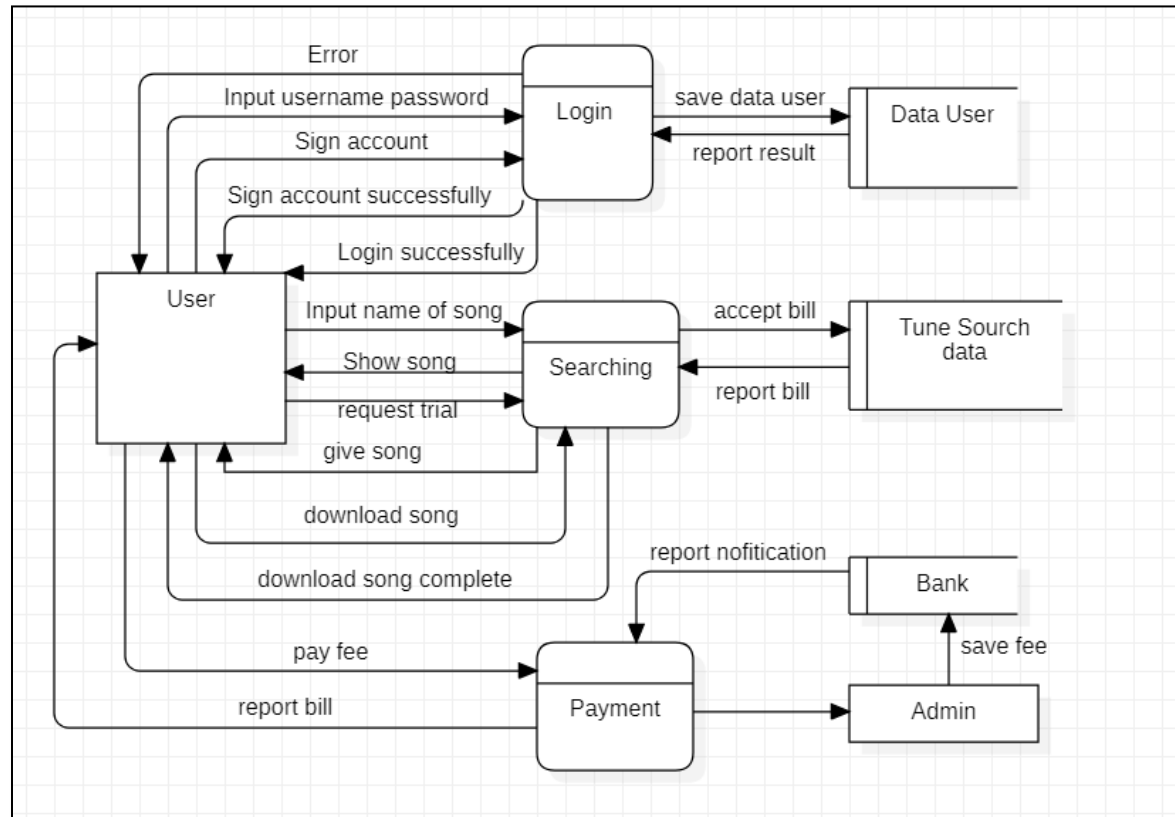 Error
Input username password
Sign account
Sign account successfully
Login successfully
Login
save data user
report result
Data User
User
Input name of song
Show song
request trial
give song
download song
download song complete
Searching
accept bill
report bill
Tune Sourch
data
pay fee
report bill
Payment
report nofitication
Bank
save fee
Admin